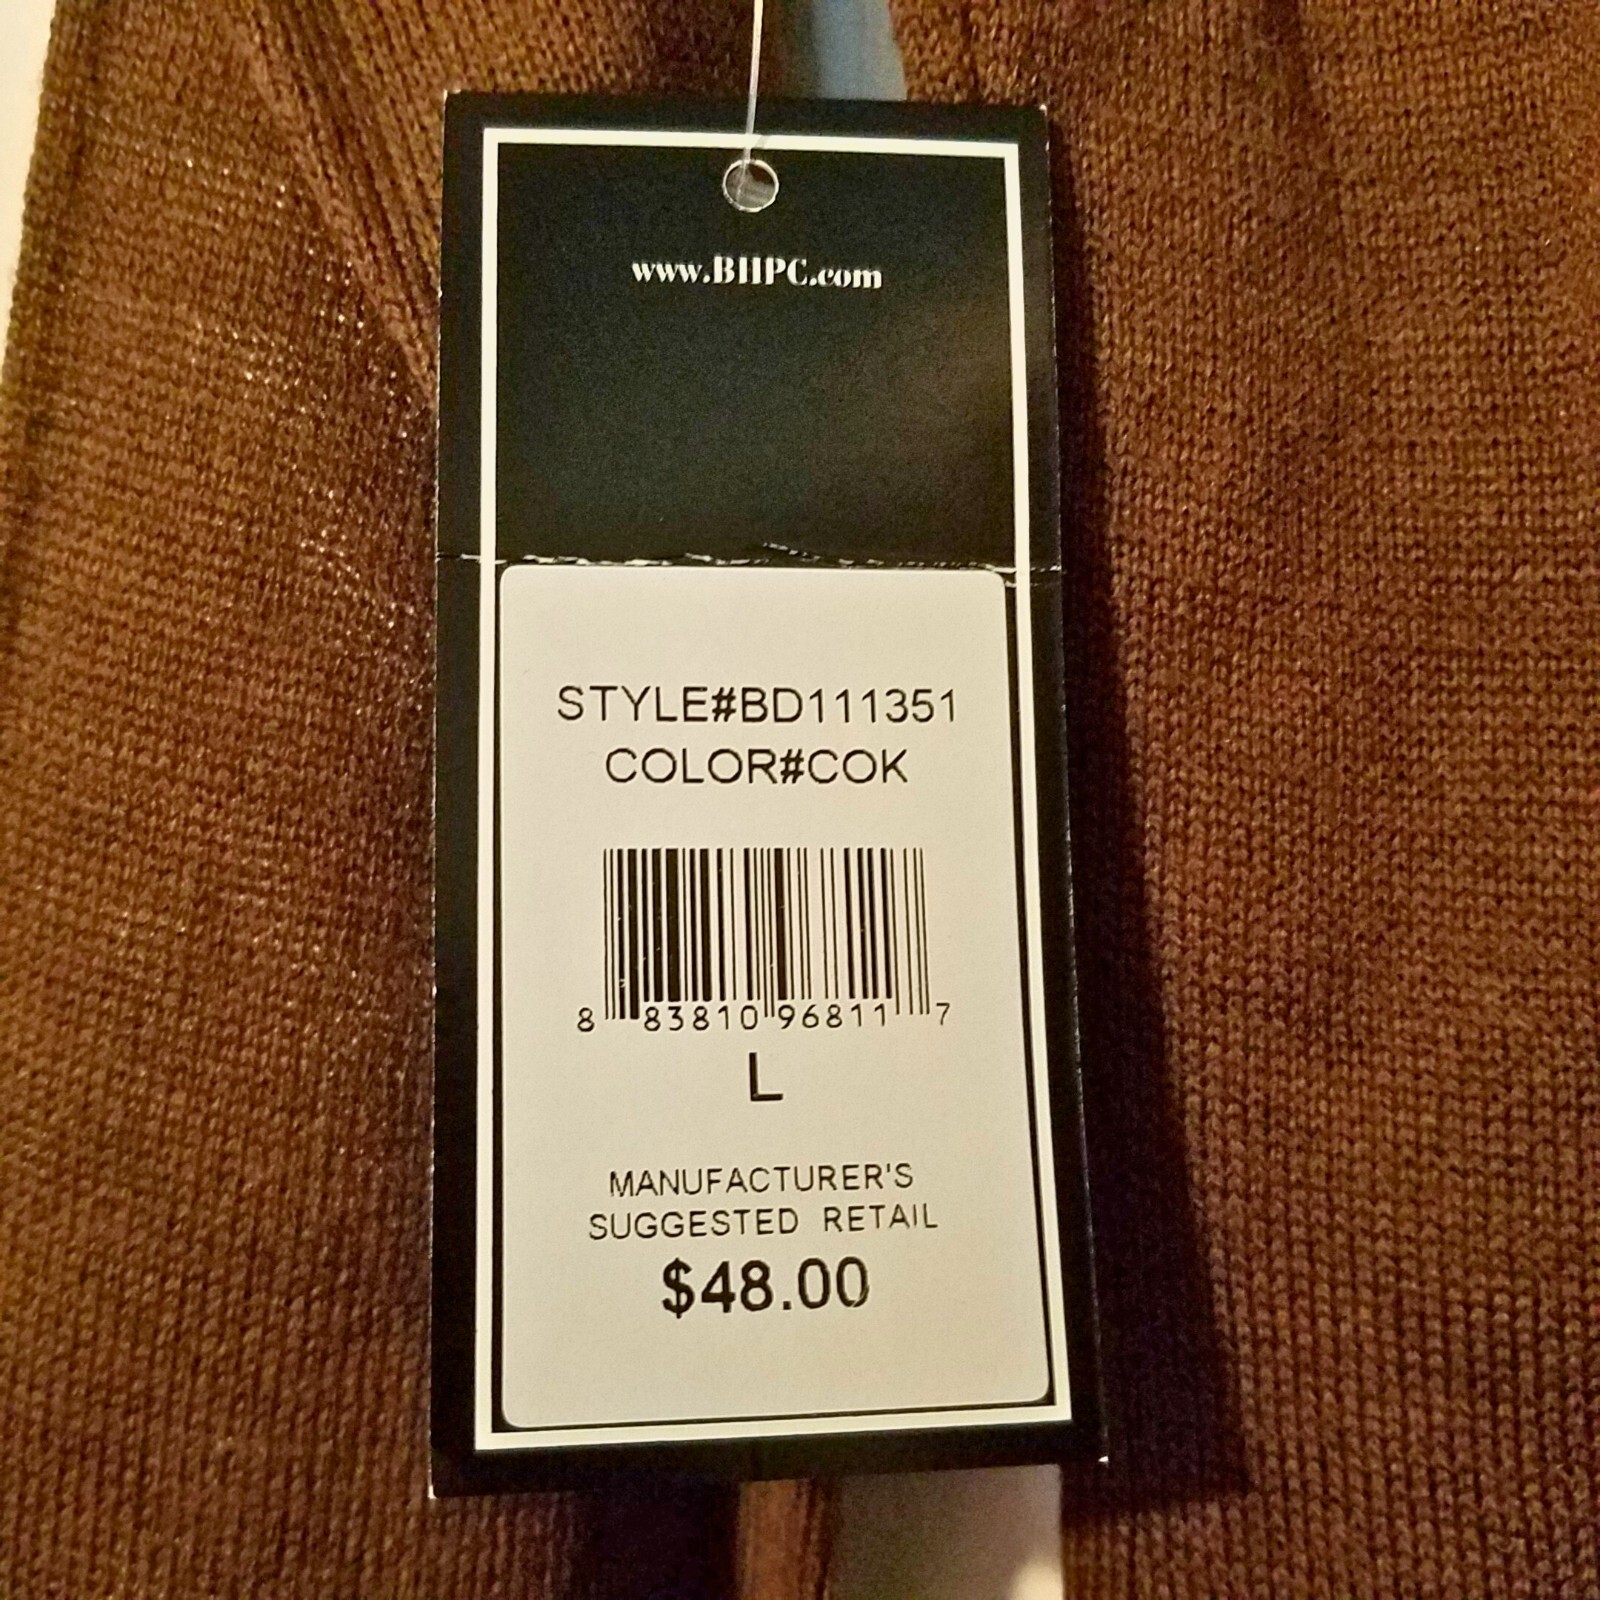 www.BHPC.com
STYLE#BD111351
COLOR#COK
8 83810 96811 7
L
MANUFACTURER'S
SUGGESTED RETAIL
$48.00